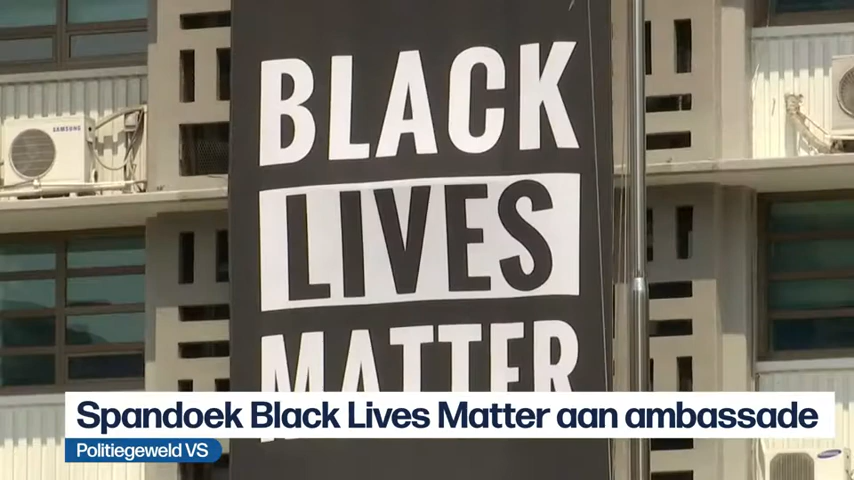 BLACK
LIVES
MATTER
SAMSUNG
Spandoek Black Lives Matter aan ambassade
Politiegeweld VS